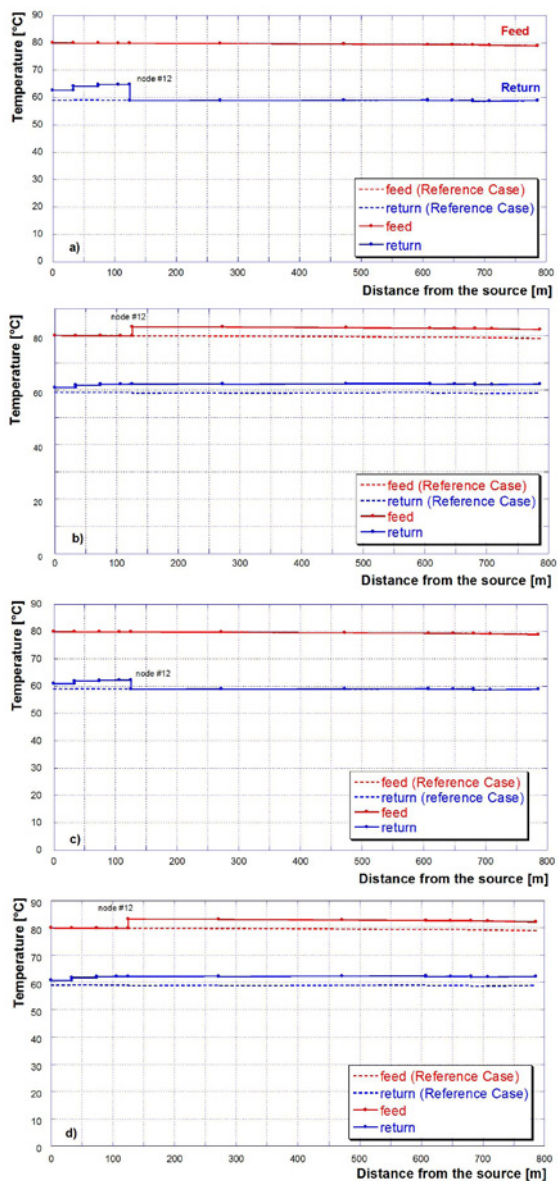 Temperature [°C]
90
80
70
60
50
40
30
20
10
0
Feed
node #12
Return
feed (Reference Case)
return (Reference Case)
feed
return
a)
0 100 200 300 400 500 600 700 800
Distance from the source [m]
Temperature [°C]
80
60
40
20
0
node #12
feed (Reference Case)
return (Reference Case)
feed
return
b)
0 100 200 300 400 500 600 700 800
Distance from the source [m]
Temperature [°C]
90
80
70
60
50
40
30
20
10
0
node #12
feed (Reference Case)
return (reference Case)
feed
return
c)
0 100 200 300 400 500 600 700 800
Distance from the source [m]
Temperature [°C]
90
80
70
60
50
40
30
20
10
0
node #12
feed (Reference Case)
return (Reference Case)
feed
return
d)
0 100 200 300 400 500 600 700 800
Distance from the source [m]